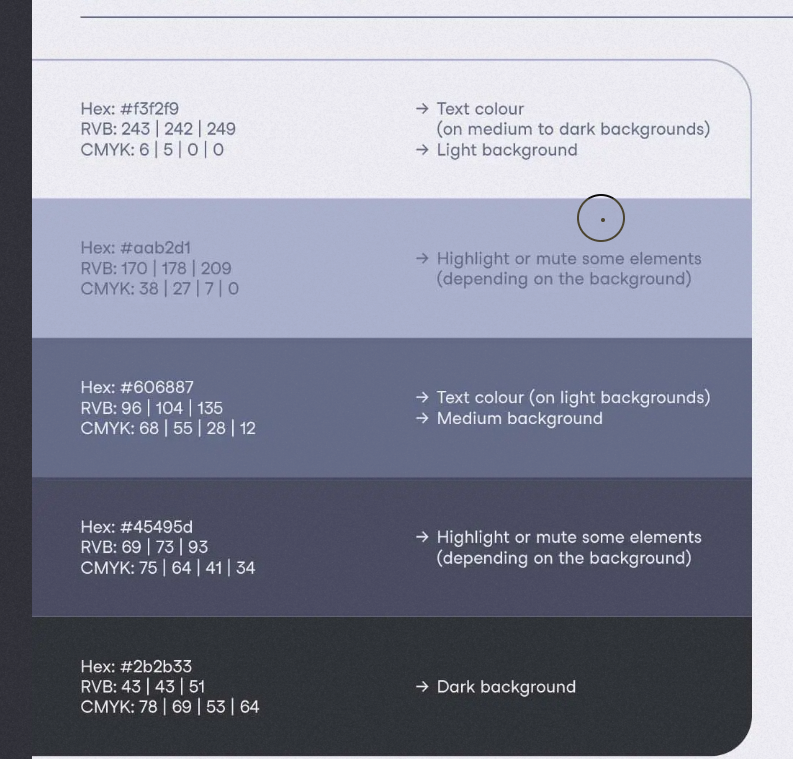 Hex: #f3f2f9
RVB: 243 | 242 | 249
CMYK: 6 | 5 | 0 | 0
→ Text colour
(on medium to dark backgrounds)
→ Light background
Hex: #aab2d1
RVB: 170 | 178 | 209
CMYK: 38 | 27 | 7 | 0
→ Highlight or mute some elements
(depending on the background)
Hex: #606887
RVB: 96 | 104 | 135
CMYK: 68 | 55 | 28 | 12
→ Text colour (on light backgrounds)
→ Medium background
Hex: #45495d
RVB: 69 | 73 | 93
CMYK: 75 | 64 | 41 | 34
→ Highlight or mute some elements
(depending on the background)
Hex: #2b2b33
RVB: 43 | 43 | 51
CMYK: 78 | 69 | 53 | 64
→ Dark background